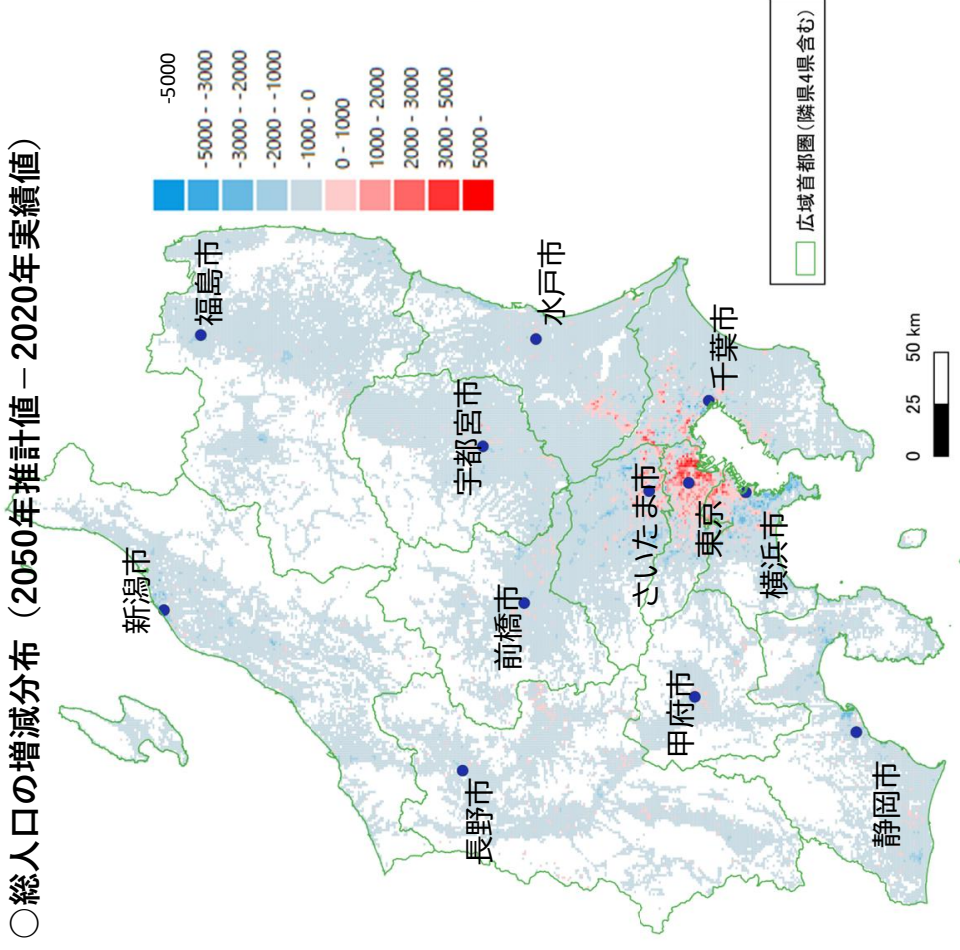 ○総人口の増減分布（2050年推計値－2020年実績値）
-5000
-5000 - -3000
-3000 - -2000
-2000 - -1000
-1000 - 0
0 - 1000
1000 - 2000
2000 - 3000
3000 - 5000
5000 -
福島市
新潟市
水戸市
宇都宮市
前橋市
長野市
さいたま市
東京
千葉市
横浜市
甲府市
静岡市
広域首都圏(隣県4県含む)
0 25 50 km